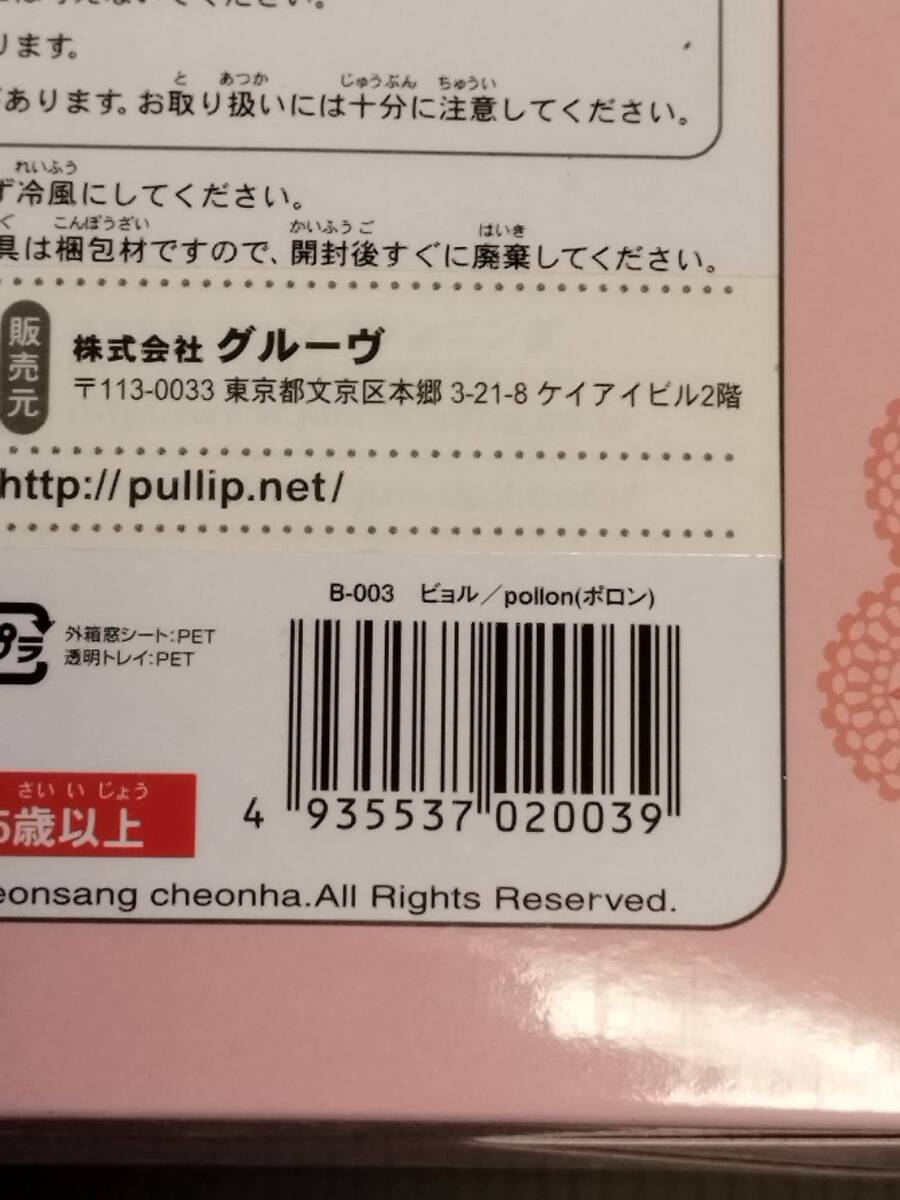 ります。
があります。お取り扱いには十分に注意してください。
ず冷風にしてください。
具は梱包材ですので、開封後すぐに廃棄してください。
販売元
株式会社 グルーヴ
〒113-0033 東京都文京区本郷 3-21-8 ケイアイビル2階
http://pullip.net/
B-003 ビョル／pollon(ポロン)
プラ
外箱窓シート:PET
透明トレイ:PET
4 935537 020039
歳以上
eonsang cheonha.All Rights Reserved.